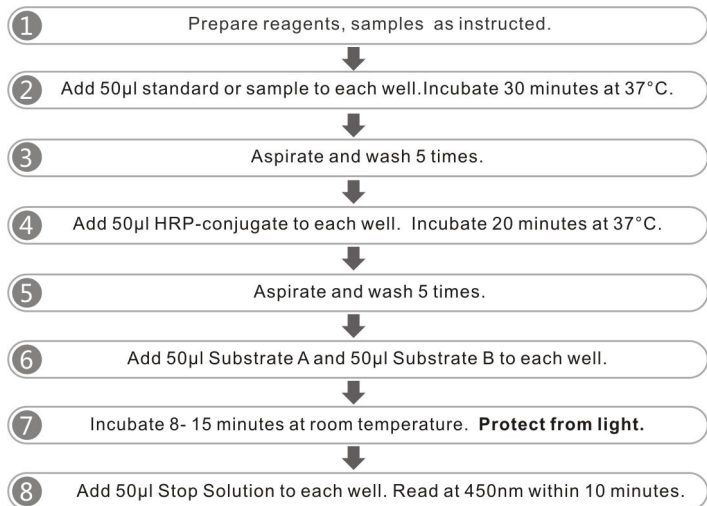 1 Prepare reagents, samples as instructed.
2 Add 50µl standard or sample to each well.Incubate 30 minutes at 37°C.
3 Aspirate and wash 5 times.
4 Add 50µl HRP-conjugate to each well. Incubate 20 minutes at 37°C.
5 Aspirate and wash 5 times.
6 Add 50µl Substrate A and 50µl Substrate B to each well.
7 Incubate 8- 15 minutes at room temperature. Protect from light.
8 Add 50µl Stop Solution to each well. Read at 450nm within 10 minutes.